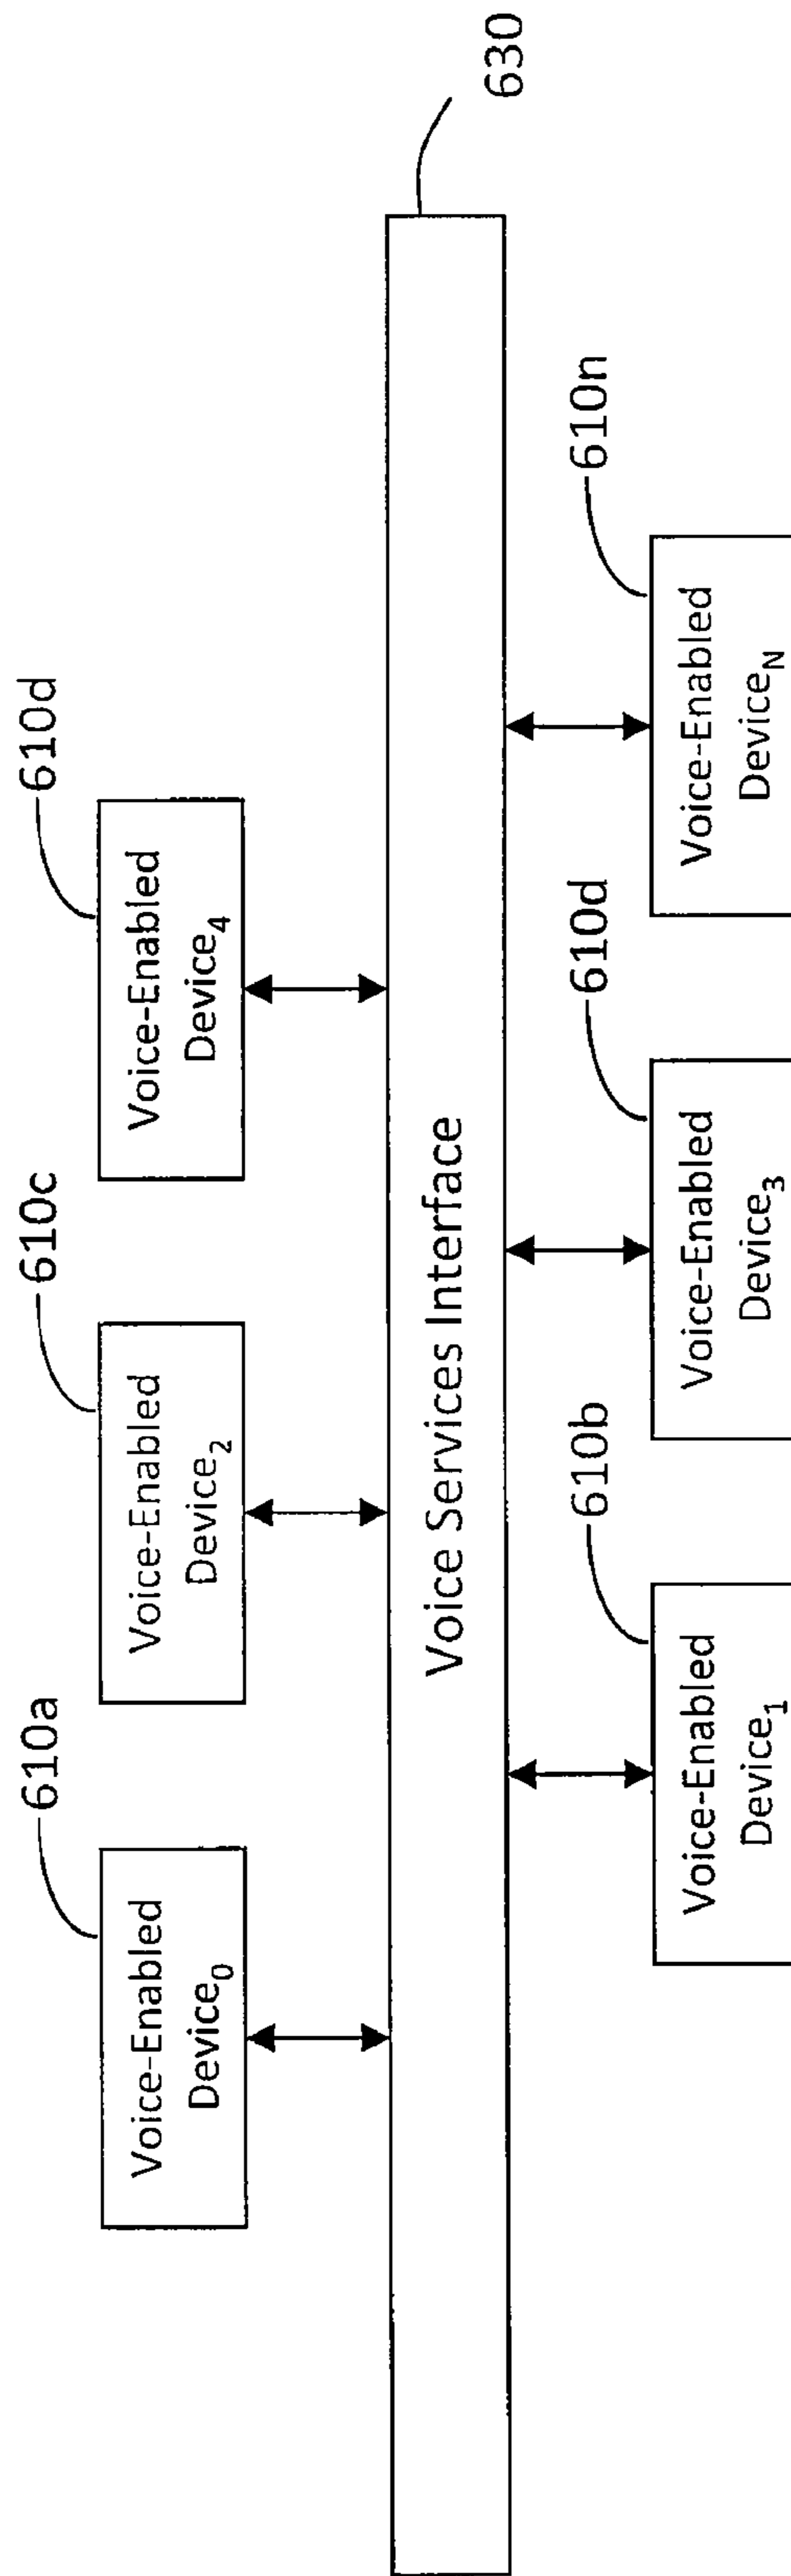 610a
Voice-Enabled
Device₀
610c
Voice-Enabled
Device₂
610d
Voice-Enabled
Device₄
630
Voice Services Interface
610b
Voice-Enabled
Device₁
610d
Voice-Enabled
Device₃
610n
Voice-Enabled
Device_N